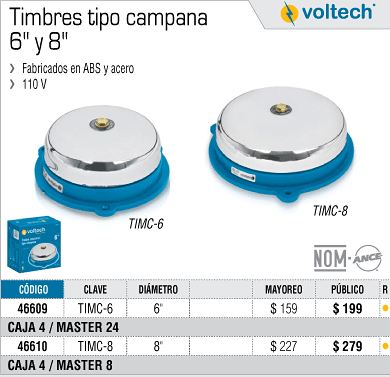 Timbres tipo campana
6" y 8"
voltech®
› Fabricados en ABS y acero
› 110 V
TIMC-6
TIMC-8
voltech
6"
NOM-ANCE
CÓDIGO CLAVE DIÁMETRO MAYOREO PÚBLICO R
46609 TIMC-6 6" $ 159 $ 199
CAJA 4 / MASTER 24
46610 TIMC-8 8" $ 227 $ 279
CAJA 4 / MASTER 8